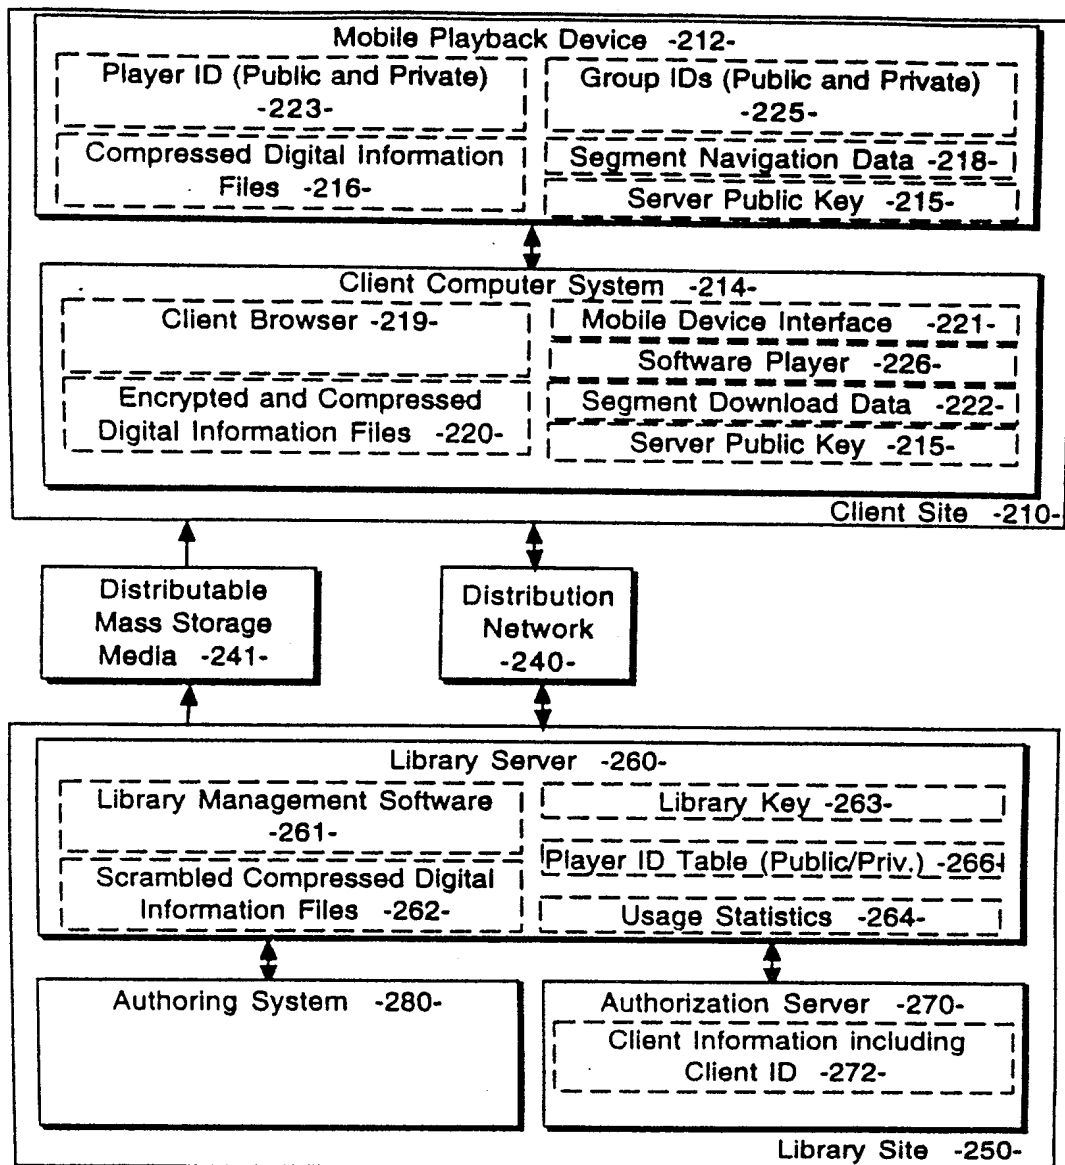 Mobile Playback Device -212-
Player ID (Public and Private)
-223-
Group IDs (Public and Private)
-225-
Compressed Digital Information
Files -216-
Segment Navigation Data -218-
Server Public Key -215-
Client Computer System -214-
Client Browser -219-
Mobile Device Interface -221-
Software Player -226-
Encrypted and Compressed
Digital Information Files -220-
Segment Download Data -222-
Server Public Key -215-
Client Site -210-
Distributable
Mass Storage
Media -241-
Distribution
Network
-240-
Library Server -260-
Library Management Software
-261-
Library Key -263-
Player ID Table (Public/Priv.) -266-
Scrambled Compressed Digital
Information Files -262-
Usage Statistics -264-
Authoring System -280-
Authorization Server -270-
Client Information including
Client ID -272-
Library Site -250-